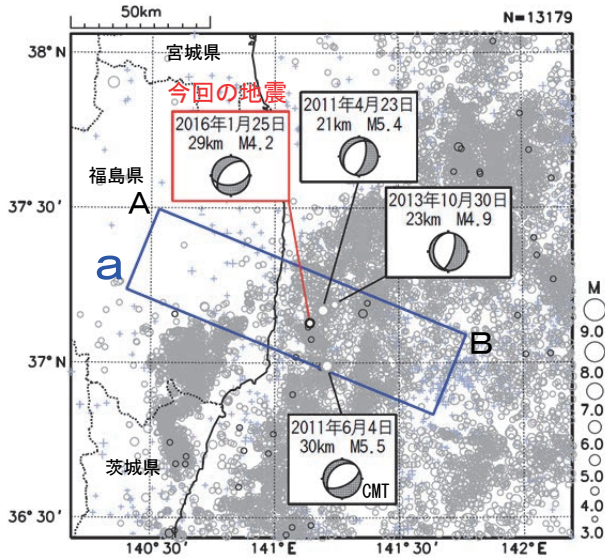 50km
N=13179
38°N
宮城県
今回の地震
2016年1月25日
29km M4.2
2011年4月23日
21km M5.4
福島県
37°30′
A
2013年10月30日
23km M4.9
a
M
9.0
8.0
7.0
6.0
5.0
4.0
3.0
37°N
B
2011年6月4日
30km M5.5
CMT
茨城県
36°30′
140°30′
141°E
141°30′
142°E